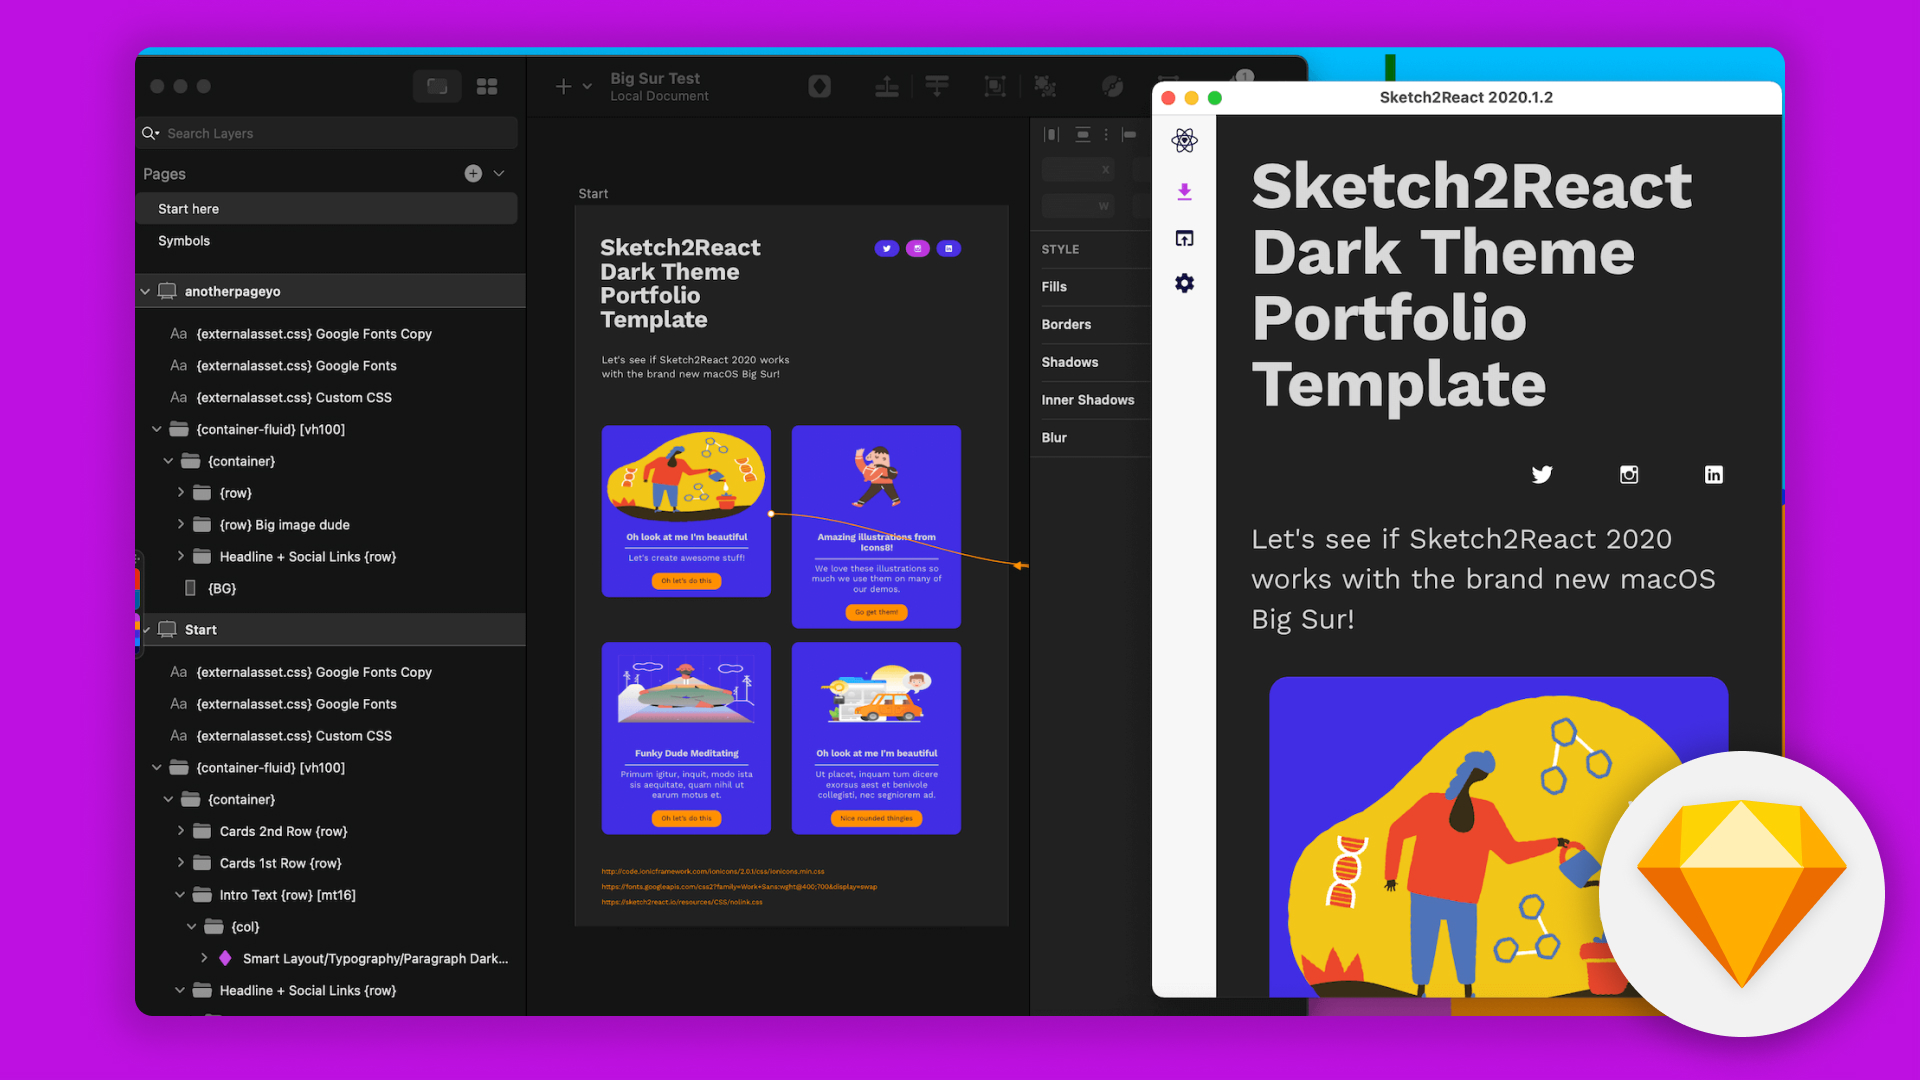 Big Sur Test
Local Document
1
Search Layers
Pages
Start here
Symbols
anotherpageyo
Aa {externalasset.css} Google Fonts Copy
Aa {externalasset.css} Google Fonts
Aa {externalasset.css} Custom CSS
{container-fluid} [vh100]
{container}
{row}
{row} Big image dude
Headline + Social Links {row}
{BG}
Start
Aa {externalasset.css} Google Fonts Copy
Aa {externalasset.css} Google Fonts
Aa {externalasset.css} Custom CSS
{container-fluid} [vh100]
{container}
Cards 2nd Row {row}
Cards 1st Row {row}
Intro Text {row} [mt16]
{col}
Smart Layout/Typography/Paragraph Dark...
Headline + Social Links {row}
Start
Sketch2React
Dark Theme
Portfolio
Template
Let's see if Sketch2React 2020 works
with the brand new macOS Big Sur!
Oh look at me I'm beautiful
Let's create awesome stuff!
Oh let's do this
Amazing illustrations from
Icons8!
We love these illustrations so
much we use them on many of
our demos.
Go get them!
Funky Dude Meditating
Primum igitur, inquit, modo ista
sis aequitate, quam nihil ut
earum motus et.
Oh let's do this
Oh look at me I'm beautiful
Ut placet, inquam tum dicere
exorsus aest et benivole
collegisti, nec segniorem ad.
Nice rounded thingies
http://code.ionicframework.com/ionicons/2.0.1/css/ionicons.min.css
https://fonts.googleapis.com/css2?family=Work+Sans:wght@400;700&display=swap
https://sketch2react.io/resources/CSS/nolink.css
X
W
STYLE
Fills
Borders
Shadows
Inner Shadows
Blur
Sketch2React 2020.1.2
Sketch2React
Dark Theme
Portfolio
Template
in
Let's see if Sketch2React 2020
works with the brand new macOS
Big Sur!